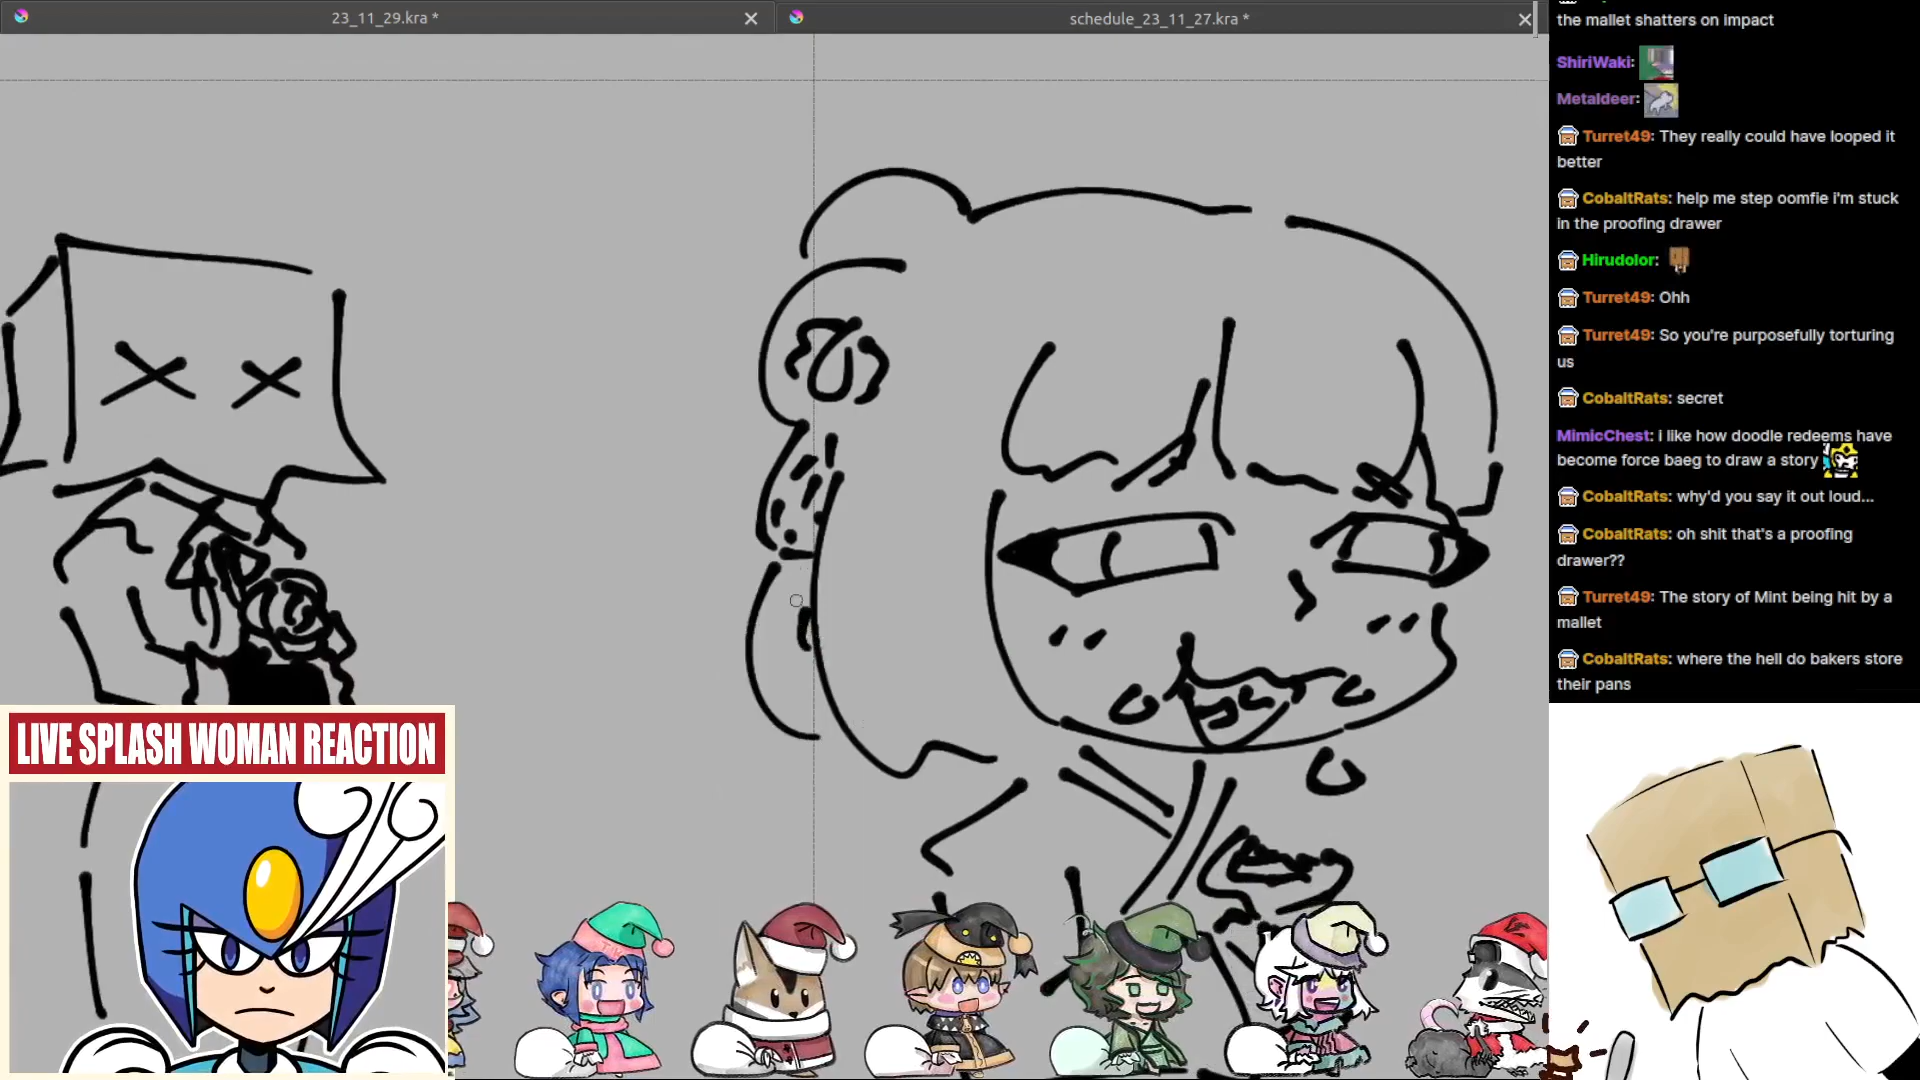 23_11_29.kra *
schedule_23_11_27.kra *
the mallet shatters on impact
ShiriWaki:
Metaldeer:
Turret49: They really could have looped it
better
CobaltRats: help me step oomfie i'm stuck
in the proofing drawer
Hirudolor:
Turret49: Ohh
Turret49: So you're purposefully torturing
us
CobaltRats: secret
MimicChest: i like how doodle redeems have
become force baeg to draw a story
CobaltRats: why'd you say it out loud...
CobaltRats: oh shit that's a proofing
drawer??
Turret49: The story of Mint being hit by a
mallet
CobaltRats: where the hell do bakers store
their pans
LIVE SPLASH WOMAN REACTION